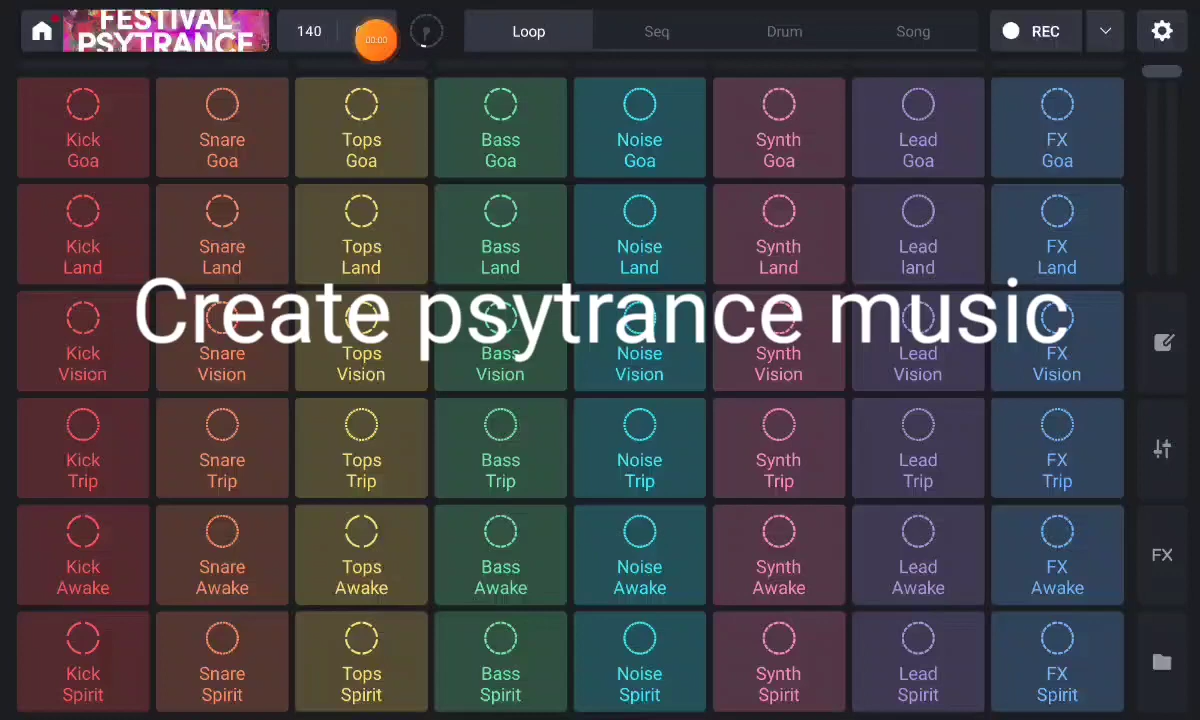 FESTIVAL
PSYTRANCE
140
00:00
Loop
Seq
Drum
Song
REC
Kick
Goa
Snare
Goa
Tops
Goa
Bass
Goa
Noise
Goa
Synth
Goa
Lead
Goa
FX
Goa
Kick
Land
Snare
Land
Tops
Land
Bass
Land
Noise
Land
Synth
Land
Lead
land
FX
Land
Create psytrance music
Kick
Vision
Snare
Vision
Tops
Vision
Bass
Vision
Noise
Vision
Synth
Vision
Lead
Vision
FX
Vision
Kick
Trip
Snare
Trip
Tops
Trip
Bass
Trip
Noise
Trip
Synth
Trip
Lead
Trip
FX
Trip
Kick
Awake
Snare
Awake
Tops
Awake
Bass
Awake
Noise
Awake
Synth
Awake
Lead
Awake
FX
Awake
FX
Kick
Spirit
Snare
Spirit
Tops
Spirit
Bass
Spirit
Noise
Spirit
Synth
Spirit
Lead
Spirit
FX
Spirit